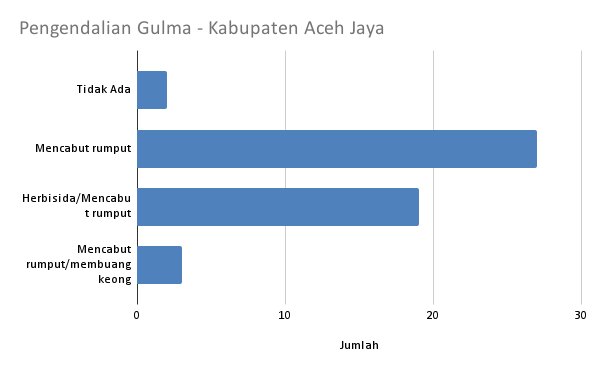 Pengendalian Gulma - Kabupaten Aceh Jaya
Tidak Ada
Mencabut rumput
Herbisida/Mencabu
t rumput
Mencabut
rumput/membuang
keong
0
10
20
30
Jumlah